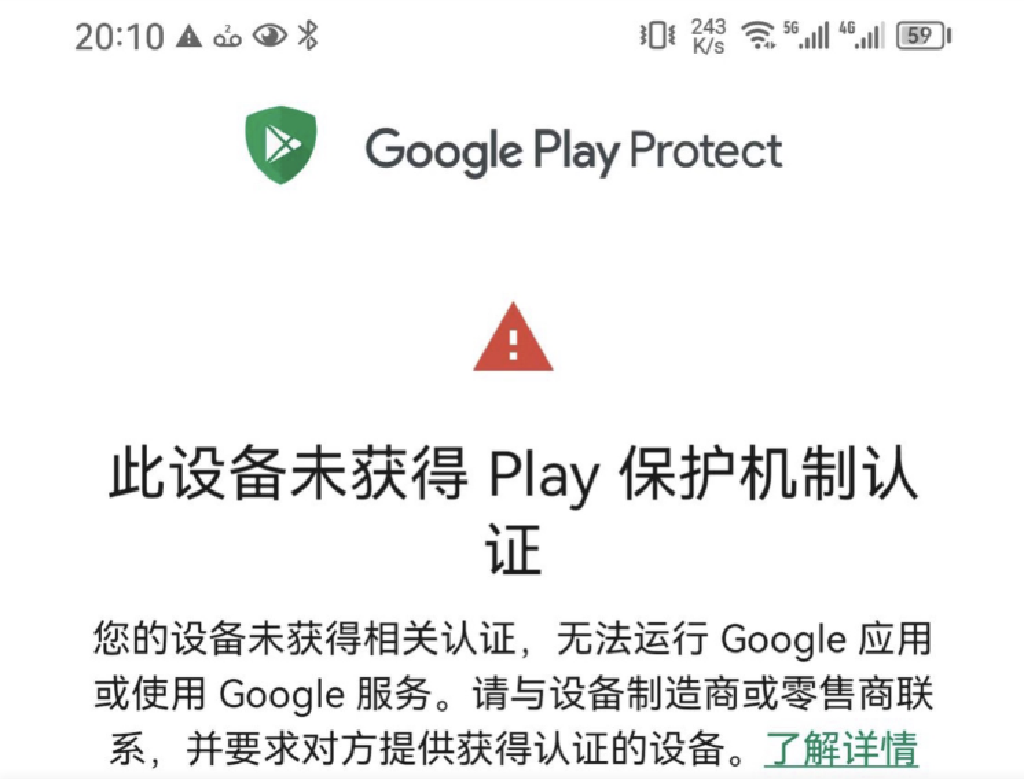 20:10 243 K/s 5G 4G 59
Google Play Protect
此设备未获得 Play 保护机制认
证
您的设备未获得相关认证，无法运行 Google 应用
或使用 Google 服务。请与设备制造商或零售商联
系，并要求对方提供获得认证的设备。了解详情